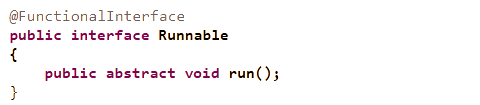 @FunctionalInterface
public interface Runnable
{
    public abstract void run();
}